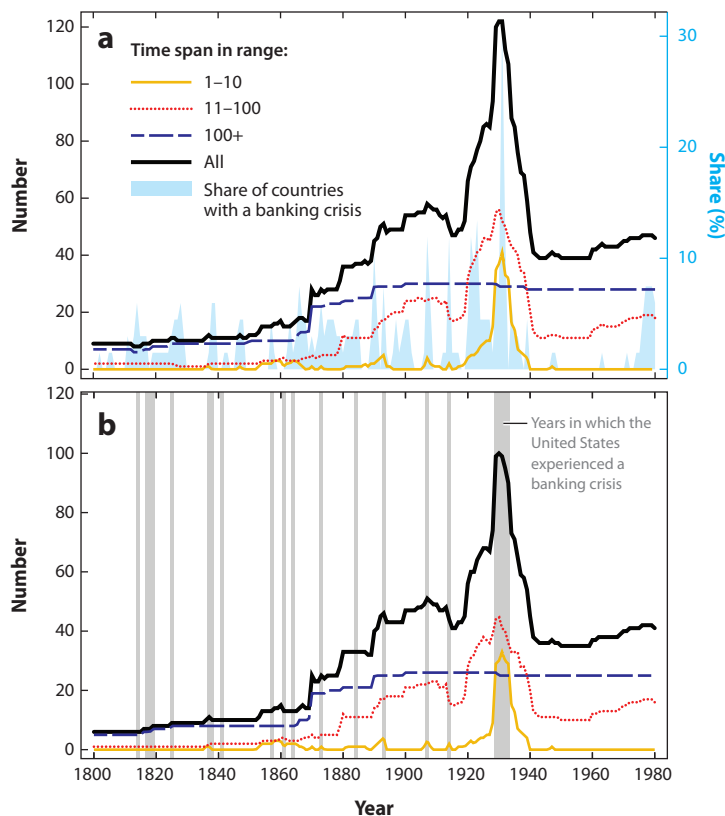 a
Time span in range:
1–10
11–100
100+
All
Share of countries
with a banking crisis
Number
0
20
40
60
80
100
120
Share (%)
0
10
20
30
b
Years in which the
United States
experienced a
banking crisis
Number
0
20
40
60
80
100
120
1800
1820
1840
1860
1880
1900
1920
1940
1960
1980
Year